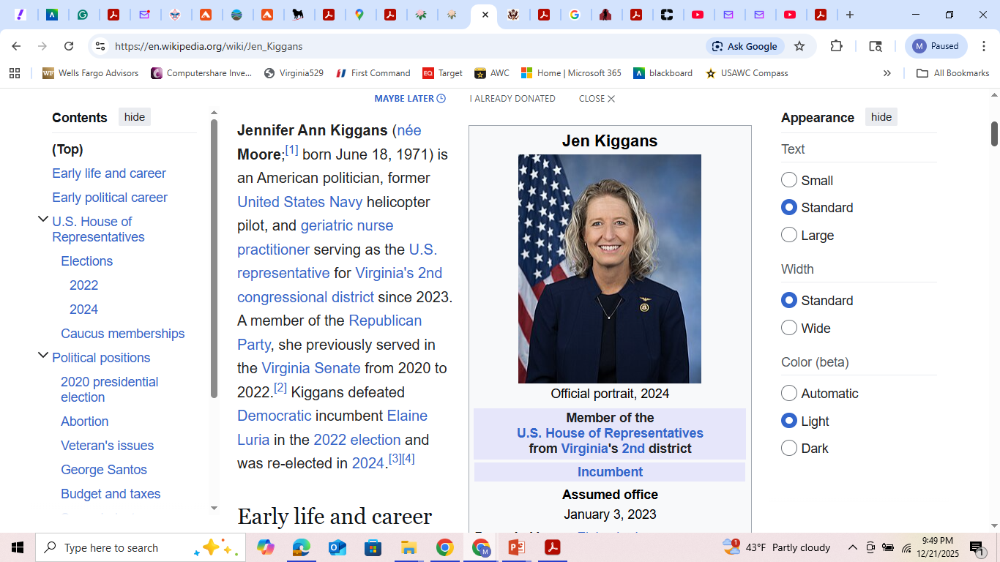 https://en.wikipedia.org/wiki/Jen_Kiggans
Ask Google
M
Paused
Wells Fargo Advisors
Computershare Inve...
Virginia529
First Command
Target
AWC
Home | Microsoft 365
blackboard
USAWC Compass
»
All Bookmarks
MAYBE LATER
I ALREADY DONATED
CLOSE
Contents
hide
(Top)
Early life and career
Early political career
U.S. House of
Representatives
Elections
2022
2024
Caucus memberships
Political positions
2020 presidential
election
Abortion
Veteran's issues
George Santos
Budget and taxes
Jennifer Ann Kiggans (née
Moore;[1] born June 18, 1971) is
an American politician, former
United States Navy helicopter
pilot, and geriatric nurse
practitioner serving as the U.S.
representative for Virginia's 2nd
congressional district since 2023.
A member of the Republican
Party, she previously served in
the Virginia Senate from 2020 to
2022.[2] Kiggans defeated
Democratic incumbent Elaine
Luria in the 2022 election and
was re-elected in 2024.[3][4]
Early life and career
Jen Kiggans
Official portrait, 2024
Member of the
U.S. House of Representatives
from Virginia's 2nd district
Incumbent
Assumed office
January 3, 2023
Appearance
hide
Text
Small
Standard
Large
Width
Standard
Wide
Color (beta)
Automatic
Light
Dark
Type here to search
43°F Partly cloudy
9:49 PM
12/21/2025